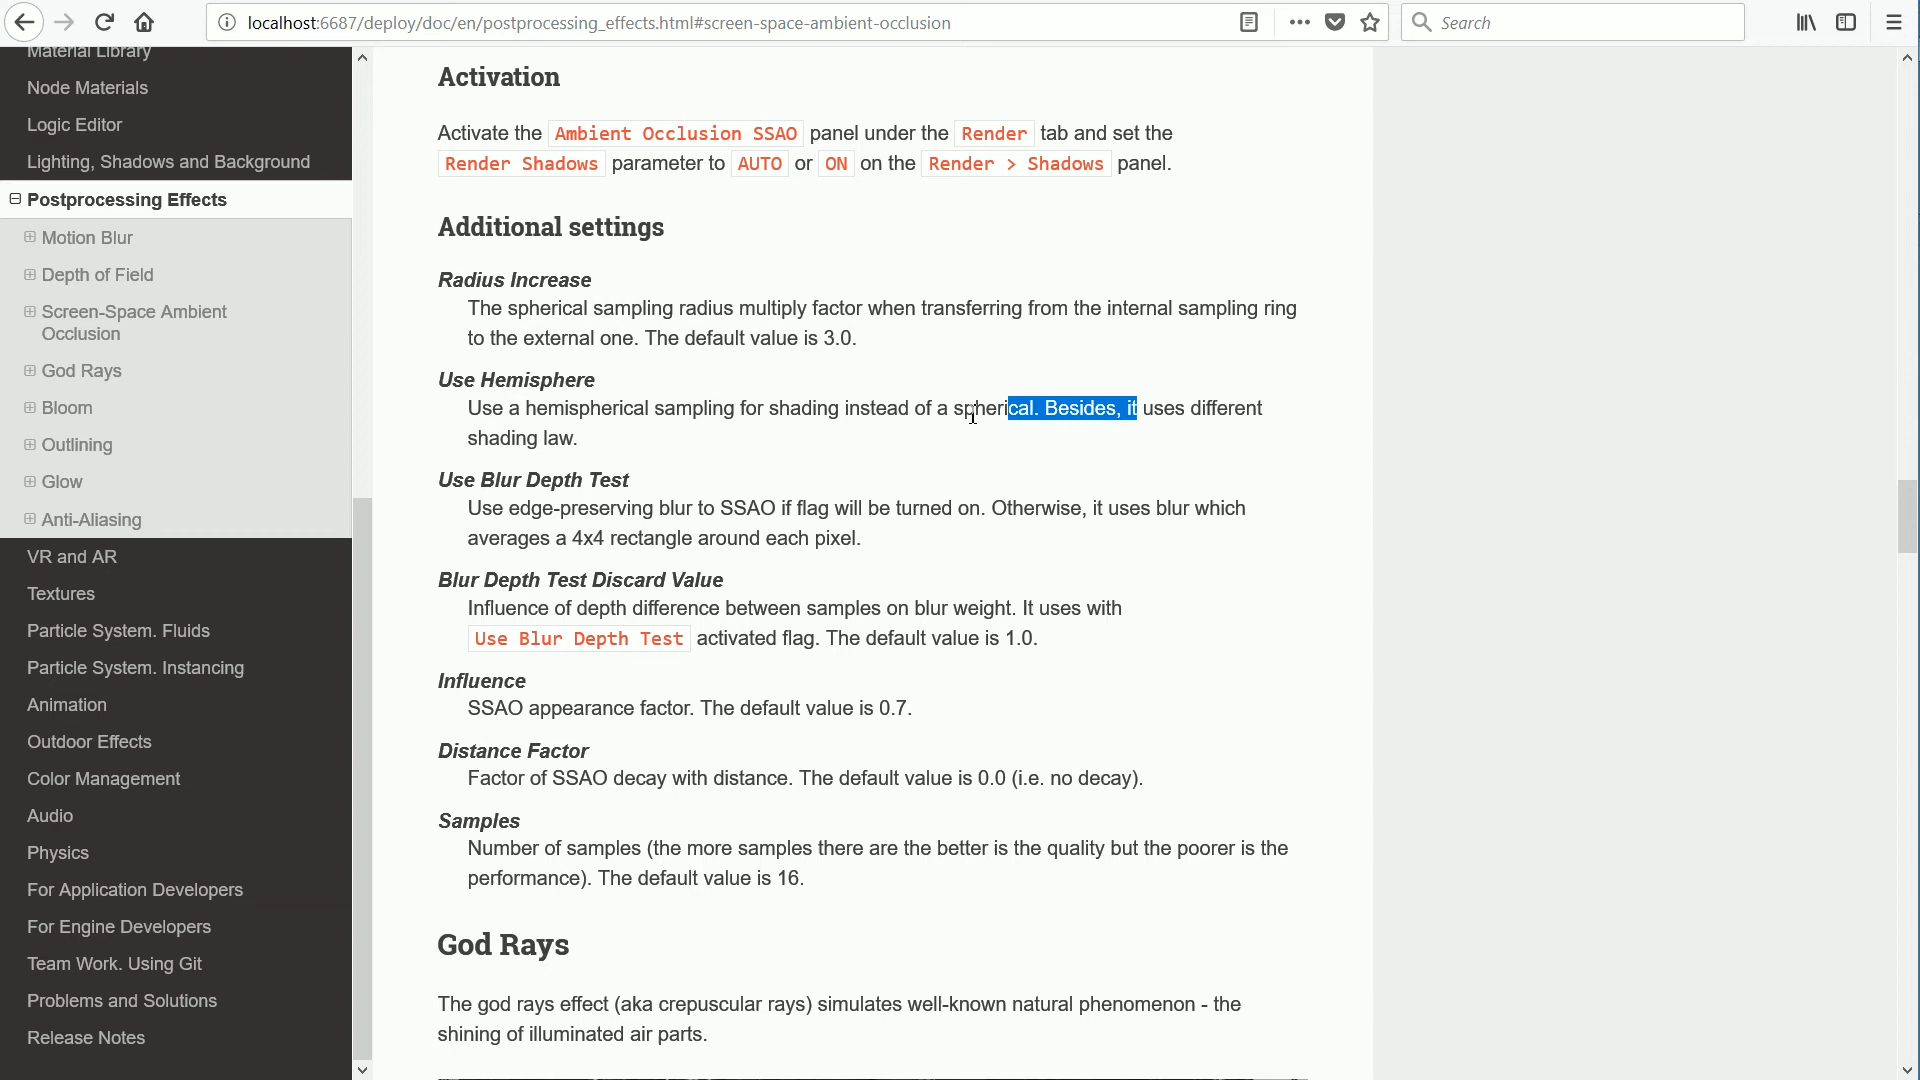 localhost:6687/deploy/doc/en/postprocessing_effects.html#screen-space-ambient-occlusion
Search
Material Library
Node Materials
Logic Editor
Lighting, Shadows and Background
Postprocessing Effects
Motion Blur
Depth of Field
Screen-Space Ambient
Occlusion
God Rays
Bloom
Outlining
Glow
Anti-Aliasing
VR and AR
Textures
Particle System. Fluids
Particle System. Instancing
Animation
Outdoor Effects
Color Management
Audio
Physics
For Application Developers
For Engine Developers
Team Work. Using Git
Problems and Solutions
Release Notes
Activation
Activate the Ambient Occlusion SSAO panel under the Render tab and set the
Render Shadows parameter to AUTO or ON on the Render > Shadows panel.
Additional settings
Radius Increase
The spherical sampling radius multiply factor when transferring from the internal sampling ring
to the external one. The default value is 3.0.
Use Hemisphere
Use a hemispherical sampling for shading instead of a spherical. Besides, it uses different
shading law.
Use Blur Depth Test
Use edge-preserving blur to SSAO if flag will be turned on. Otherwise, it uses blur which
averages a 4x4 rectangle around each pixel.
Blur Depth Test Discard Value
Influence of depth difference between samples on blur weight. It uses with
Use Blur Depth Test activated flag. The default value is 1.0.
Influence
SSAO appearance factor. The default value is 0.7.
Distance Factor
Factor of SSAO decay with distance. The default value is 0.0 (i.e. no decay).
Samples
Number of samples (the more samples there are the better is the quality but the poorer is the
performance). The default value is 16.
God Rays
The god rays effect (aka crepuscular rays) simulates well-known natural phenomenon - the
shining of illuminated air parts.